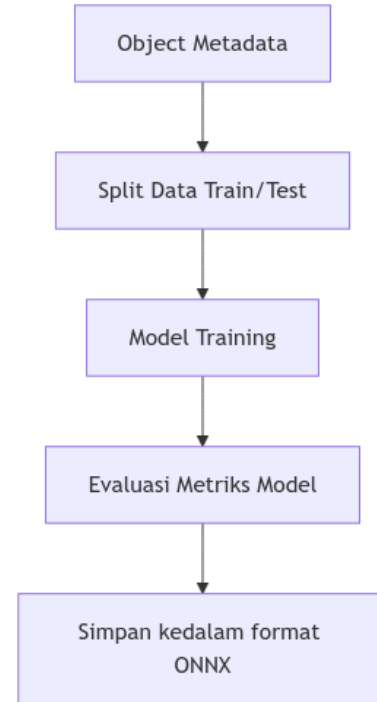 Object Metadata
Split Data Train/Test
Model Training
Evaluasi Metriks Model
Simpan kedalam format
ONNX